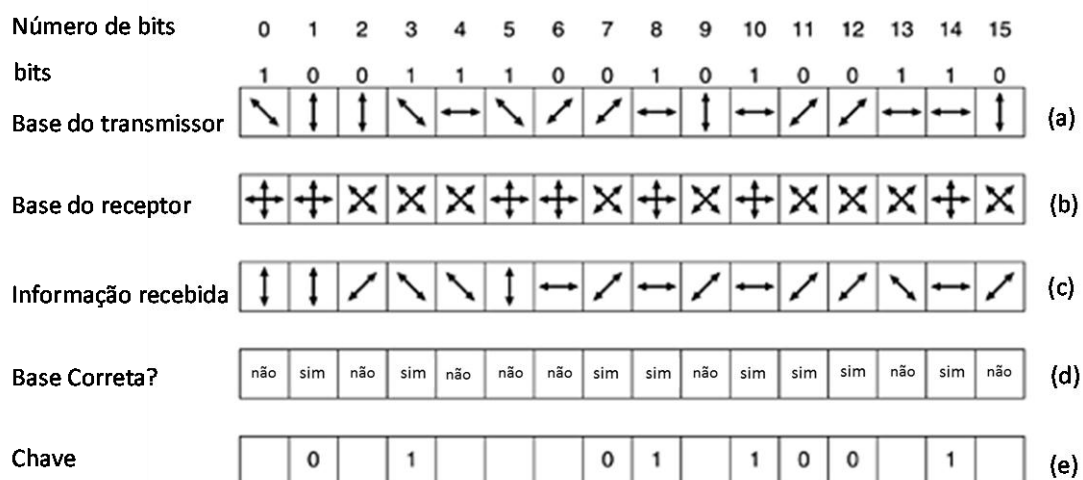 Número de bits 0 1 2 3 4 5 6 7 8 9 10 11 12 13 14 15
bits 1 0 0 1 1 1 0 0 1 0 1 0 0 1 1 0
Base do transmissor (a)
Base do receptor (b)
Informação recebida (c)
Base Correta? não sim não sim não não não sim sim não sim sim sim não sim não (d)
Chave 0 1 0 1 1 0 0 1 (e)